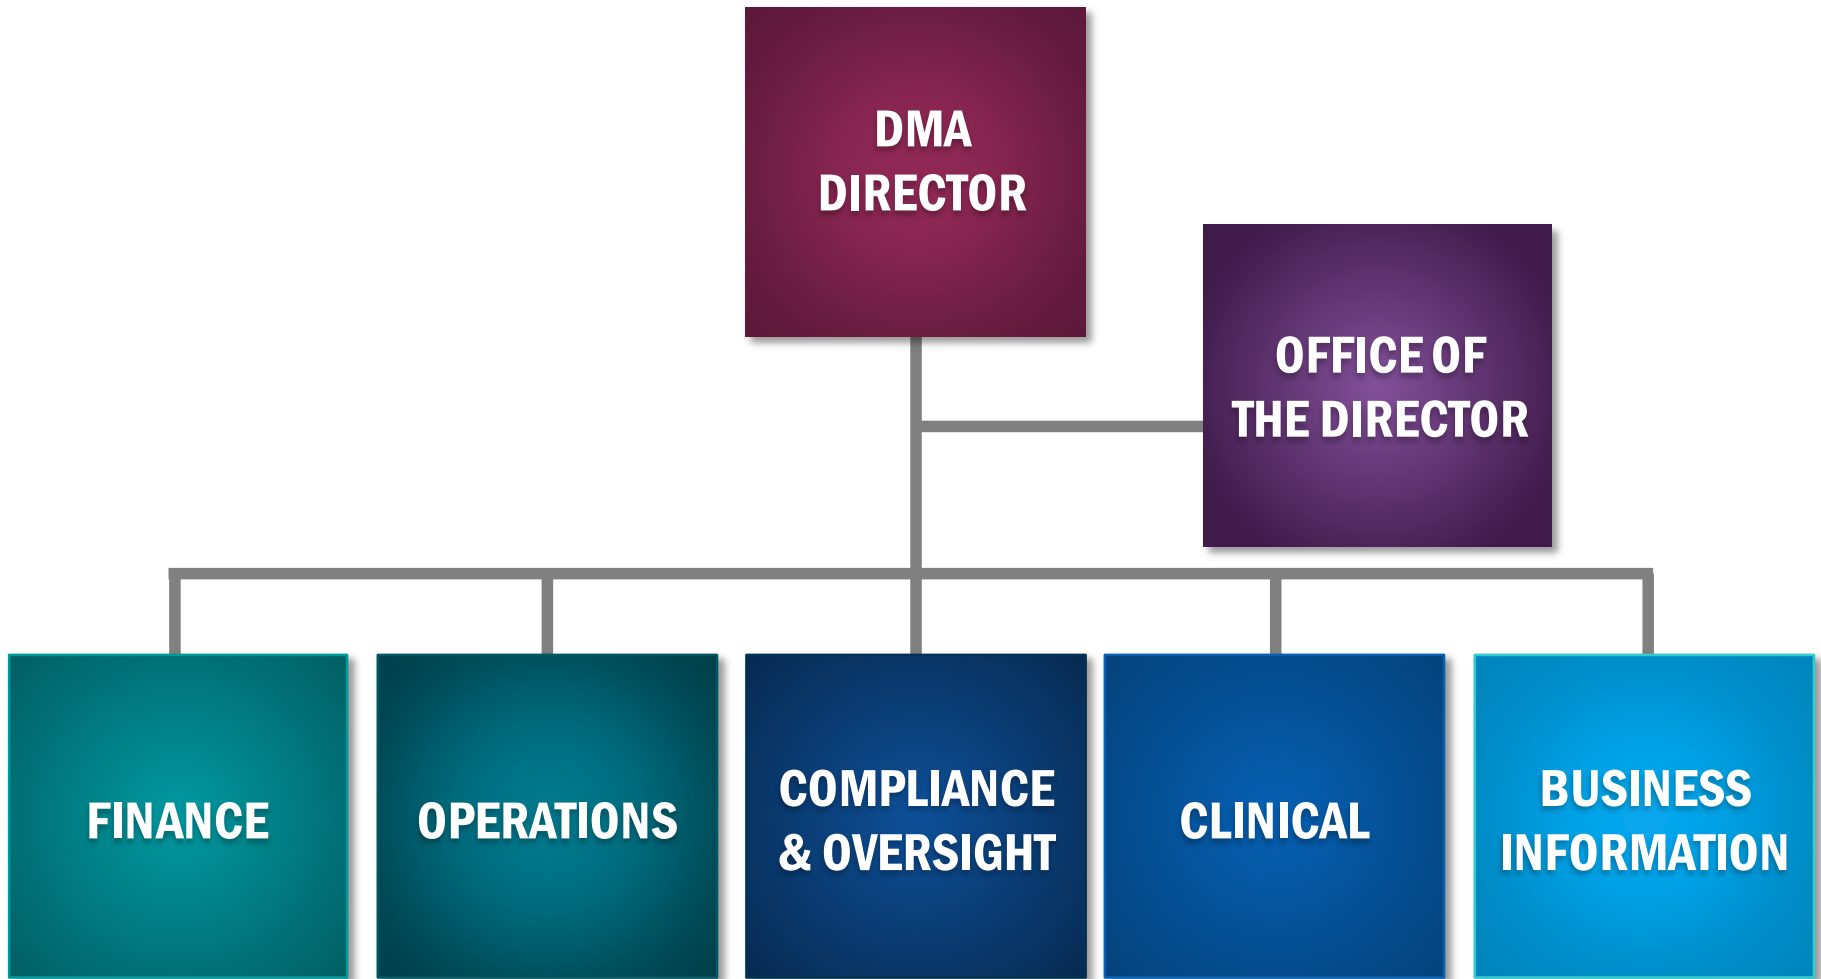 DMA
DIRECTOR
OFFICE OF
THE DIRECTOR
FINANCE
OPERATIONS
COMPLIANCE
& OVERSIGHT
CLINICAL
BUSINESS
INFORMATION